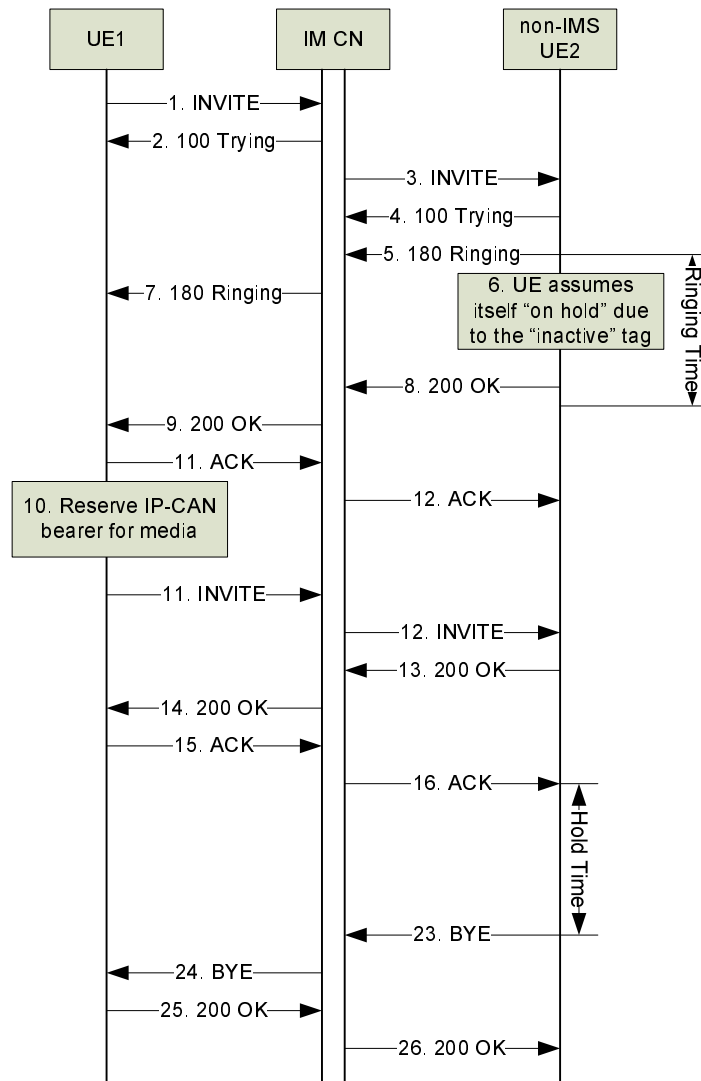 UE1
IM CN
non-IMS
UE2
1. INVITE
2. 100 Trying
3. INVITE
4. 100 Trying
5. 180 Ringing
6. UE assumes
itself “on hold” due
to the “inactive” tag
Ringing Time
7. 180 Ringing
8. 200 OK
9. 200 OK
11. ACK
10. Reserve IP-CAN
bearer for media
12. ACK
11. INVITE
12. INVITE
13. 200 OK
14. 200 OK
15. ACK
16. ACK
Hold Time
23. BYE
24. BYE
25. 200 OK
26. 200 OK